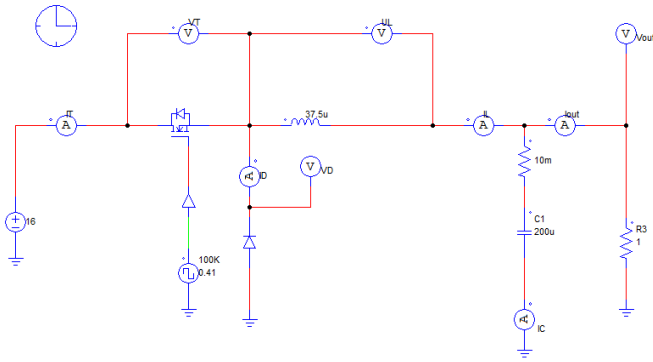 VT
V
UL
V
Vout
V
IT
A
37.5u
IL
A
Iout
A
ID
A
VD
V
10m
16
C1
200u
R3
1
100K
0.41
A
IC